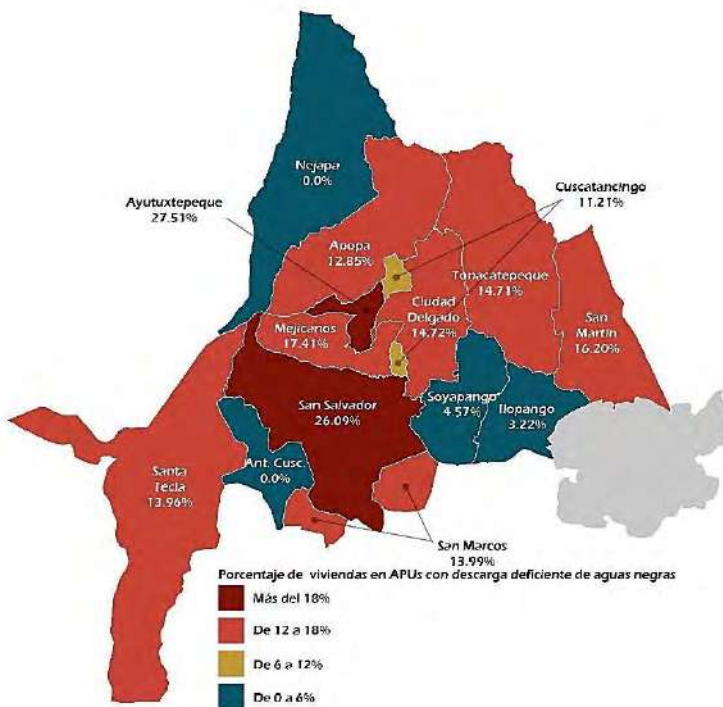 Nejapa
0.0%
Ayutuxtepeque
27.51%
Cuscatancingo
11.21%
Apopa
12.85%
Tonacatepeque
14.71%
Ciudad
Delgado
14.72%
Mejicanos
17.41%
San
Martín
16.20%
San Salvador
26.09%
Soyapango
4.57%
Ilopango
3.22%
Ant. Cusc.
0.0%
Santa
Tecla
13.96%
San Marcos
13.99%
Porcentaje de viviendas en APUs con descarga deficiente de aguas negras
Más del 18%
De 12 a 18%
De 6 a 12%
De 0 a 6%